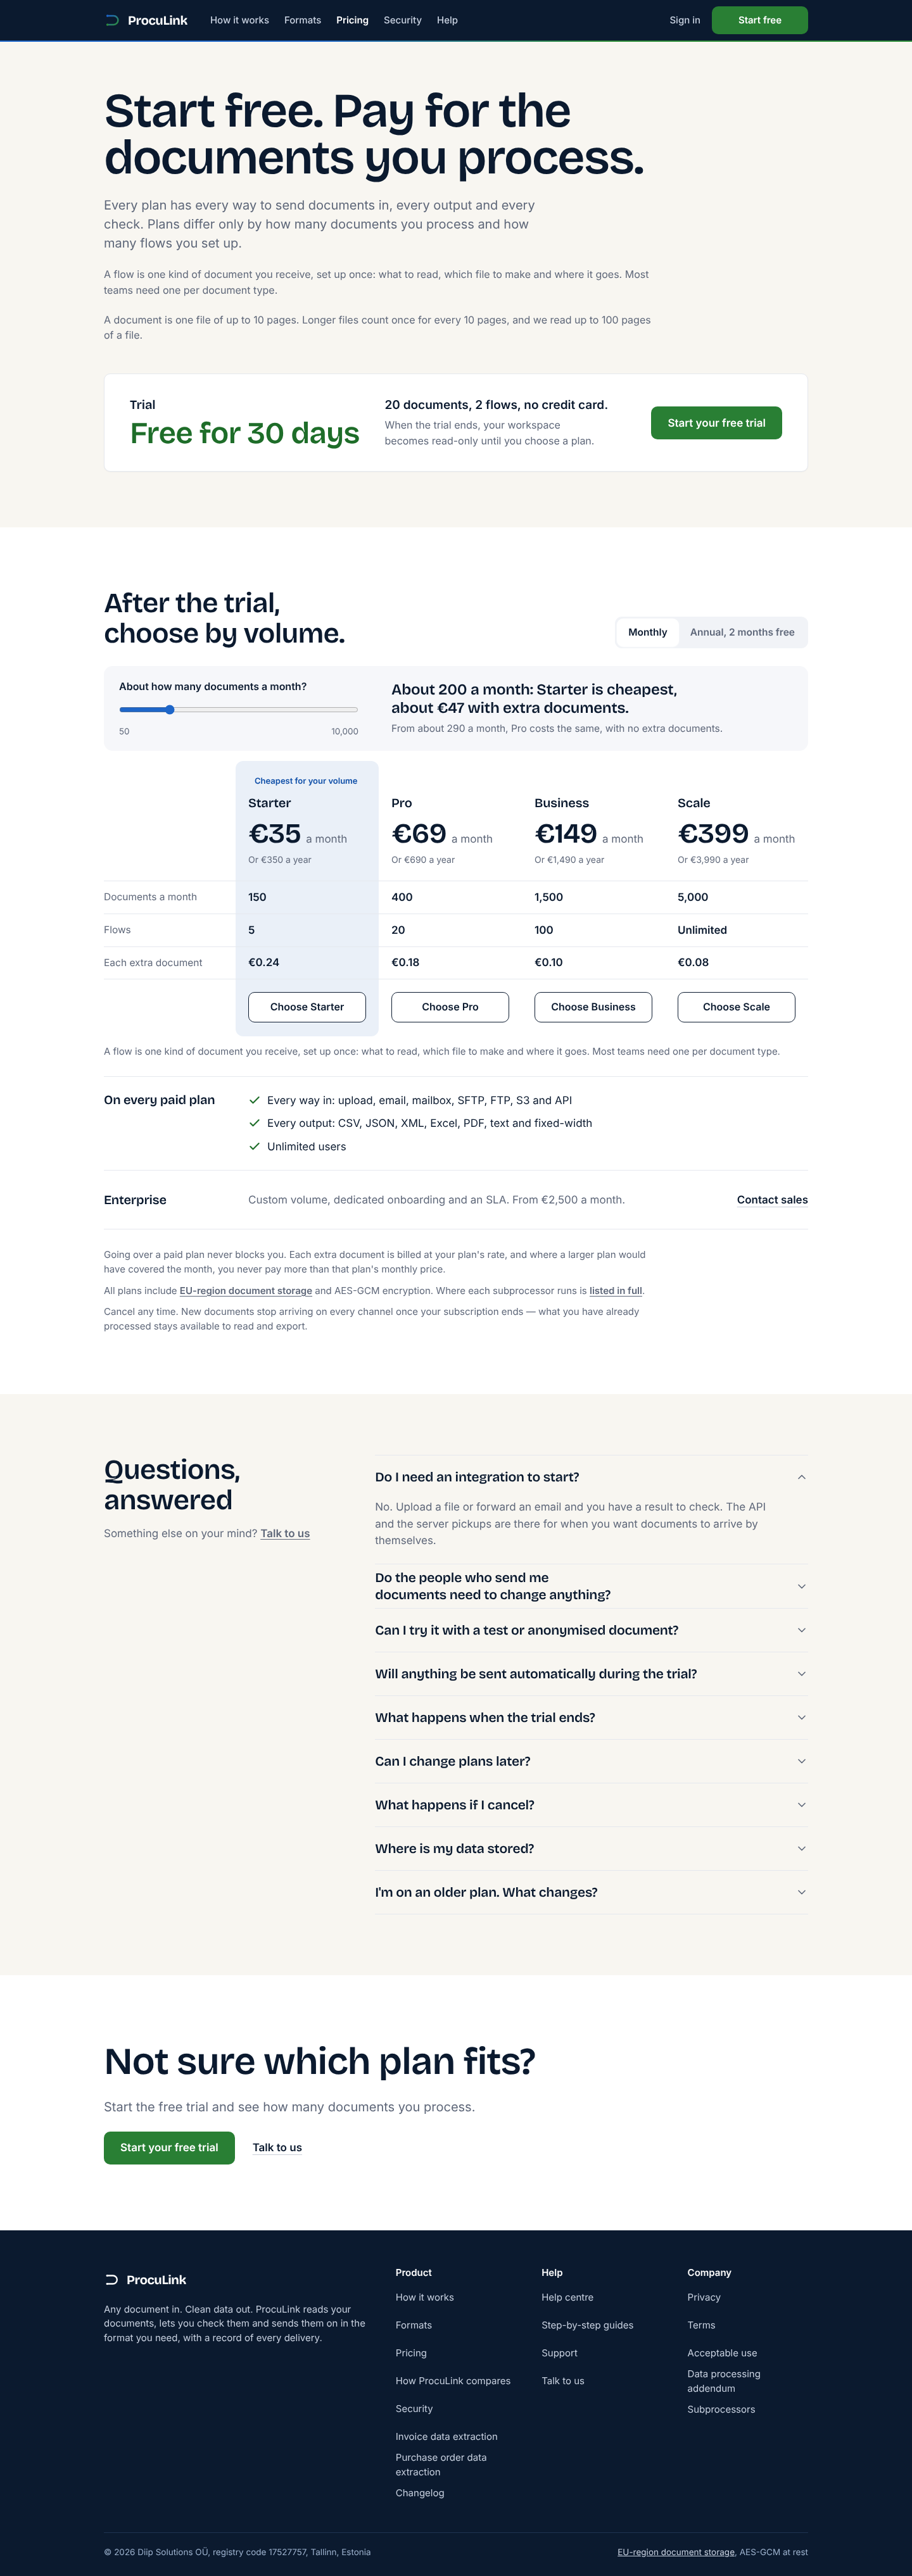 ProcuLink
How it works
Formats
Pricing
Security
Help
Sign in
Start free
Start free. Pay for the
documents you process.
Every plan has every way to send documents in, every output and every
check. Plans differ only by how many documents you process and how
many flows you set up.
A flow is one kind of document you receive, set up once: what to read, which file to make and where it goes. Most
teams need one per document type.
A document is one file of up to 10 pages. Longer files count once for every 10 pages, and we read up to 100 pages
of a file.
Trial
Free for 30 days
20 documents, 2 flows, no credit card.
When the trial ends, your workspace
becomes read-only until you choose a plan.
Start your free trial
After the trial,
choose by volume.
Monthly
Annual, 2 months free
About how many documents a month?
50
10,000
About 200 a month: Starter is cheapest,
about €47 with extra documents.
From about 290 a month, Pro costs the same, with no extra documents.
Cheapest for your volume
Starter
€35 a month
Or €350 a year
Pro
€69 a month
Or €690 a year
Business
€149 a month
Or €1,490 a year
Scale
€399 a month
Or €3,990 a year
Documents a month 150 400 1,500 5,000
Flows 5 20 100 Unlimited
Each extra document €0.24 €0.18 €0.10 €0.08
Choose Starter
Choose Pro
Choose Business
Choose Scale
A flow is one kind of document you receive, set up once: what to read, which file to make and where it goes. Most teams need one per document type.
On every paid plan
Every way in: upload, email, mailbox, SFTP, FTP, S3 and API
Every output: CSV, JSON, XML, Excel, PDF, text and fixed-width
Unlimited users
Enterprise
Custom volume, dedicated onboarding and an SLA. From €2,500 a month.
Contact sales
Going over a paid plan never blocks you. Each extra document is billed at your plan's rate, and where a larger plan would
have covered the month, you never pay more than that plan's monthly price.
All plans include EU-region document storage and AES-GCM encryption. Where each subprocessor runs is listed in full.
Cancel any time. New documents stop arriving on every channel once your subscription ends — what you have already
processed stays available to read and export.
Questions,
answered
Something else on your mind? Talk to us
Do I need an integration to start?
No. Upload a file or forward an email and you have a result to check. The API
and the server pickups are there for when you want documents to arrive by
themselves.
Do the people who send me
documents need to change anything?
Can I try it with a test or anonymised document?
Will anything be sent automatically during the trial?
What happens when the trial ends?
Can I change plans later?
What happens if I cancel?
Where is my data stored?
I'm on an older plan. What changes?
Not sure which plan fits?
Start the free trial and see how many documents you process.
Start your free trial
Talk to us
ProcuLink
Any document in. Clean data out. ProcuLink reads your
documents, lets you check them and sends them on in the
format you need, with a record of every delivery.
Product
How it works
Formats
Pricing
How ProcuLink compares
Security
Invoice data extraction
Purchase order data
extraction
Changelog
Help
Help centre
Step-by-step guides
Support
Talk to us
Company
Privacy
Terms
Acceptable use
Data processing
addendum
Subprocessors
© 2026 Diip Solutions OÜ, registry code 17527757, Tallinn, Estonia
EU-region document storage, AES-GCM at rest